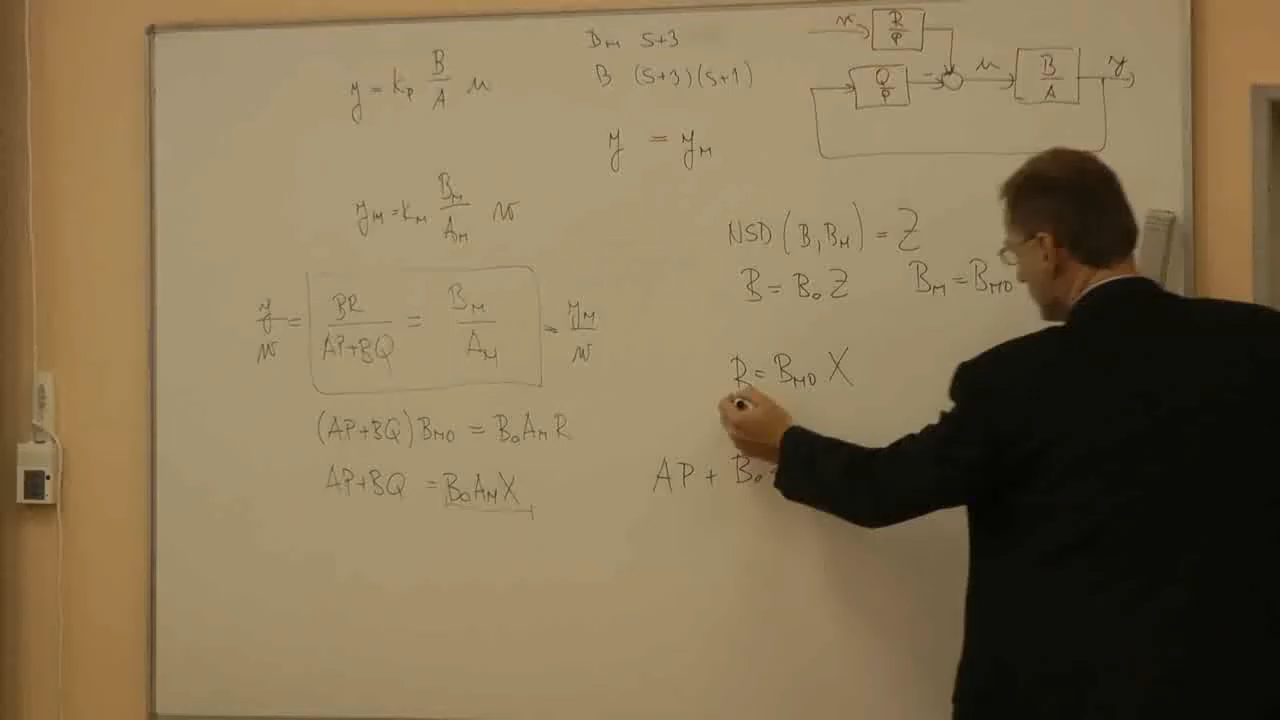 y = k_P B/A u
B_M S+3
B (S+3)(S+1)
y = y_M
w R/P
Q/P - u B/A y
y_M = k_M B_M/A_M w
NSD (B, B_M) = Z
B = B_0 Z B_M = B_M0
y/w = BR/(AP+BQ) = B_M/A_M = y_M/w
R = B_M0 X
(AP+BQ) B_M0 = B_0 A_M R
AP+BQ = B_0 A_M X
AP + B_0